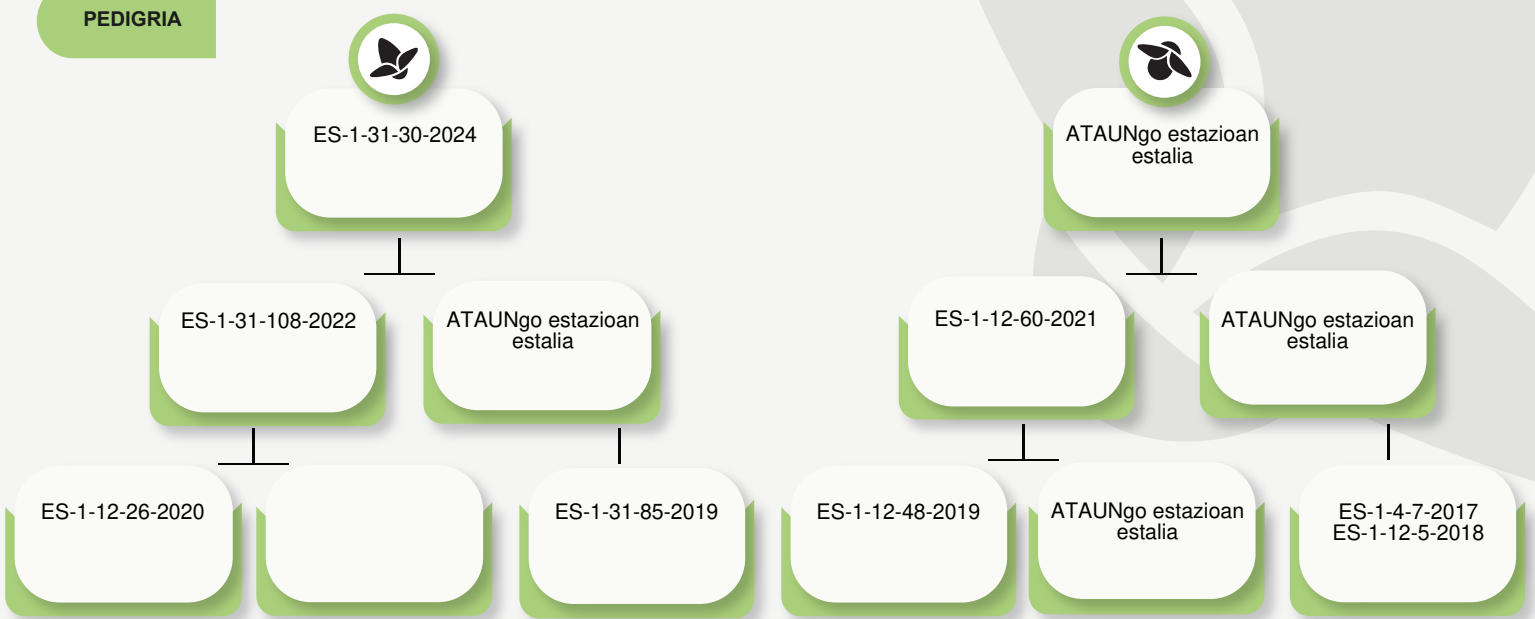 PEDIGRIA
ES-1-31-30-2024
ATAUNgo estazioan
estalia
ES-1-31-108-2022
ATAUNgo estazioan
estalia
ES-1-12-60-2021
ATAUNgo estazioan
estalia
ES-1-12-26-2020
ES-1-31-85-2019
ES-1-12-48-2019
ATAUNgo estazioan
estalia
ES-1-4-7-2017
ES-1-12-5-2018